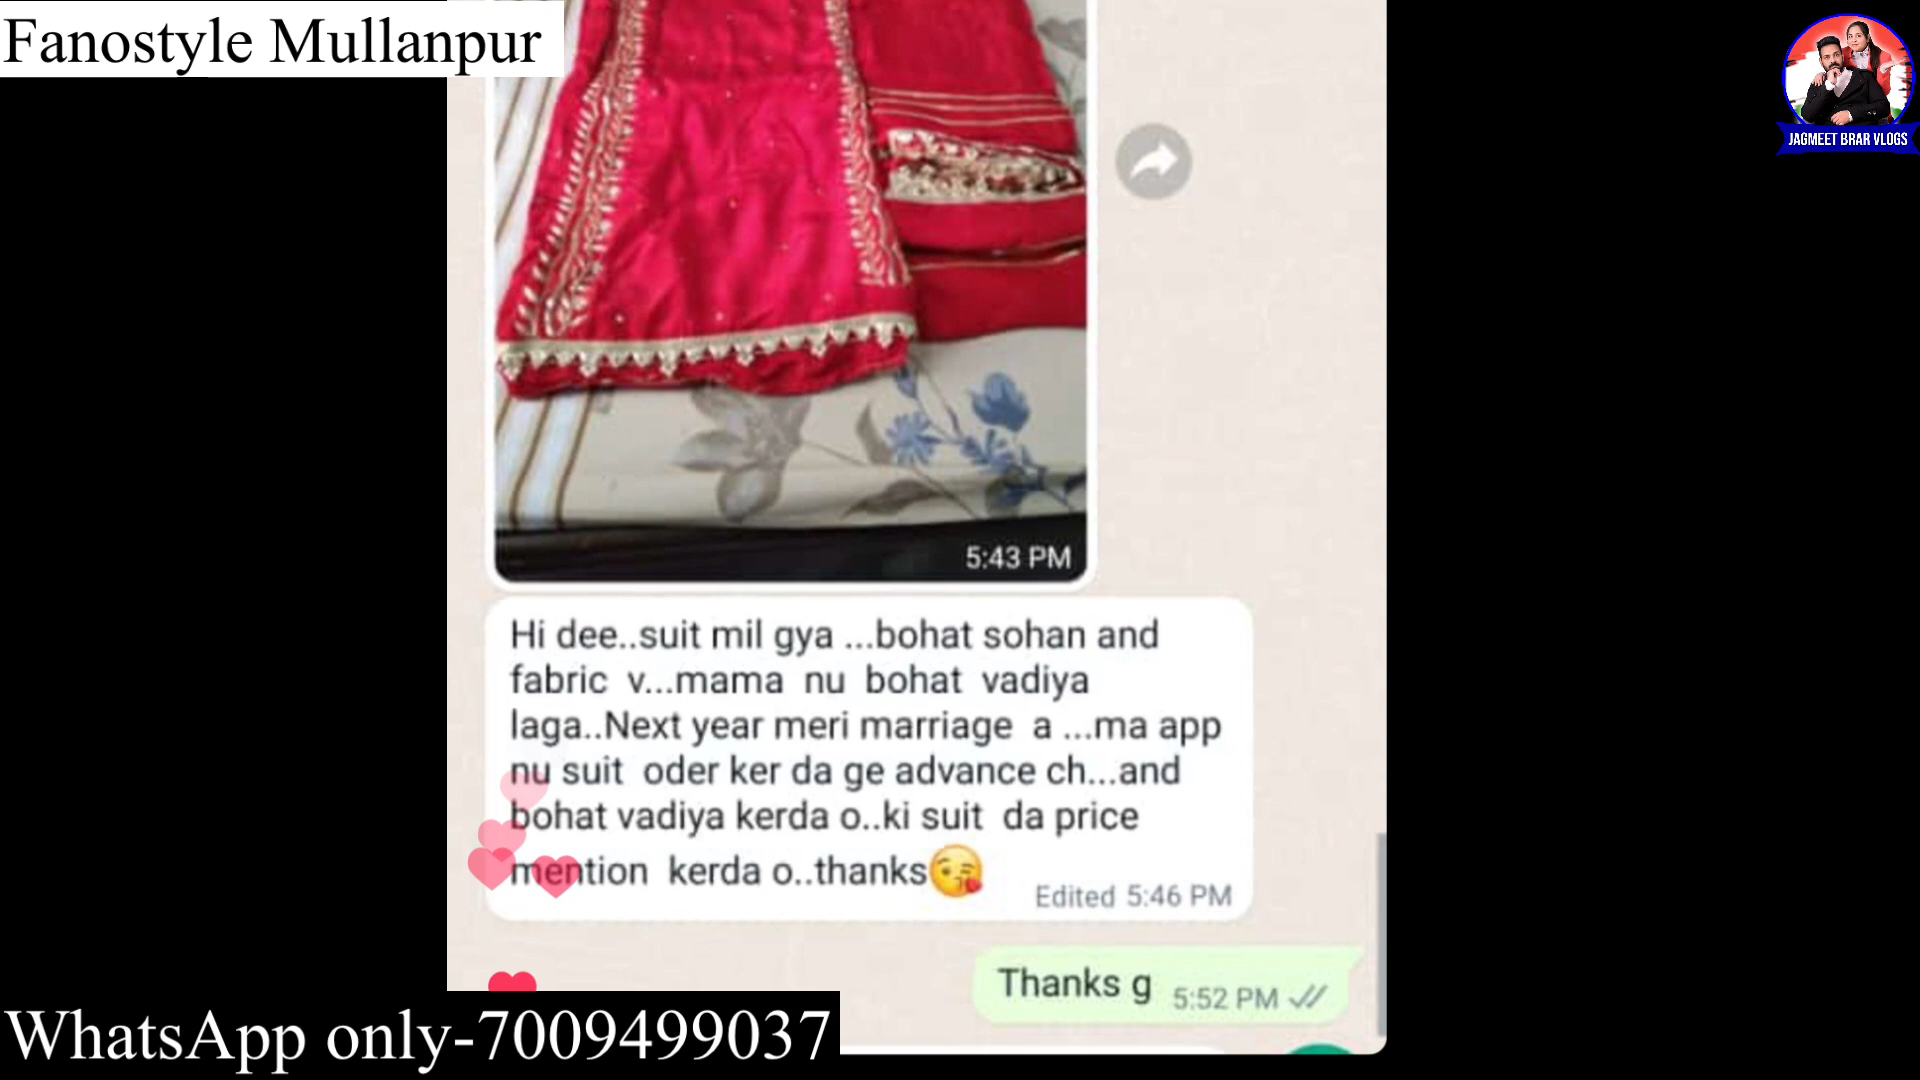 Fanostyle Mullanpur
JAGMEET BRAR VLOGS
5:43 PM
Hi dee..suit mil gya ...bohat sohan and
fabric v...mama nu bohat vadiya
laga..Next year meri marriage a ...ma app
nu suit oder ker da ge advance ch...and
bohat vadiya kerda o..ki suit da price
mention kerda o..thanks😘
Edited 5:46 PM
Thanks g 5:52 PM
WhatsApp only-7009499037